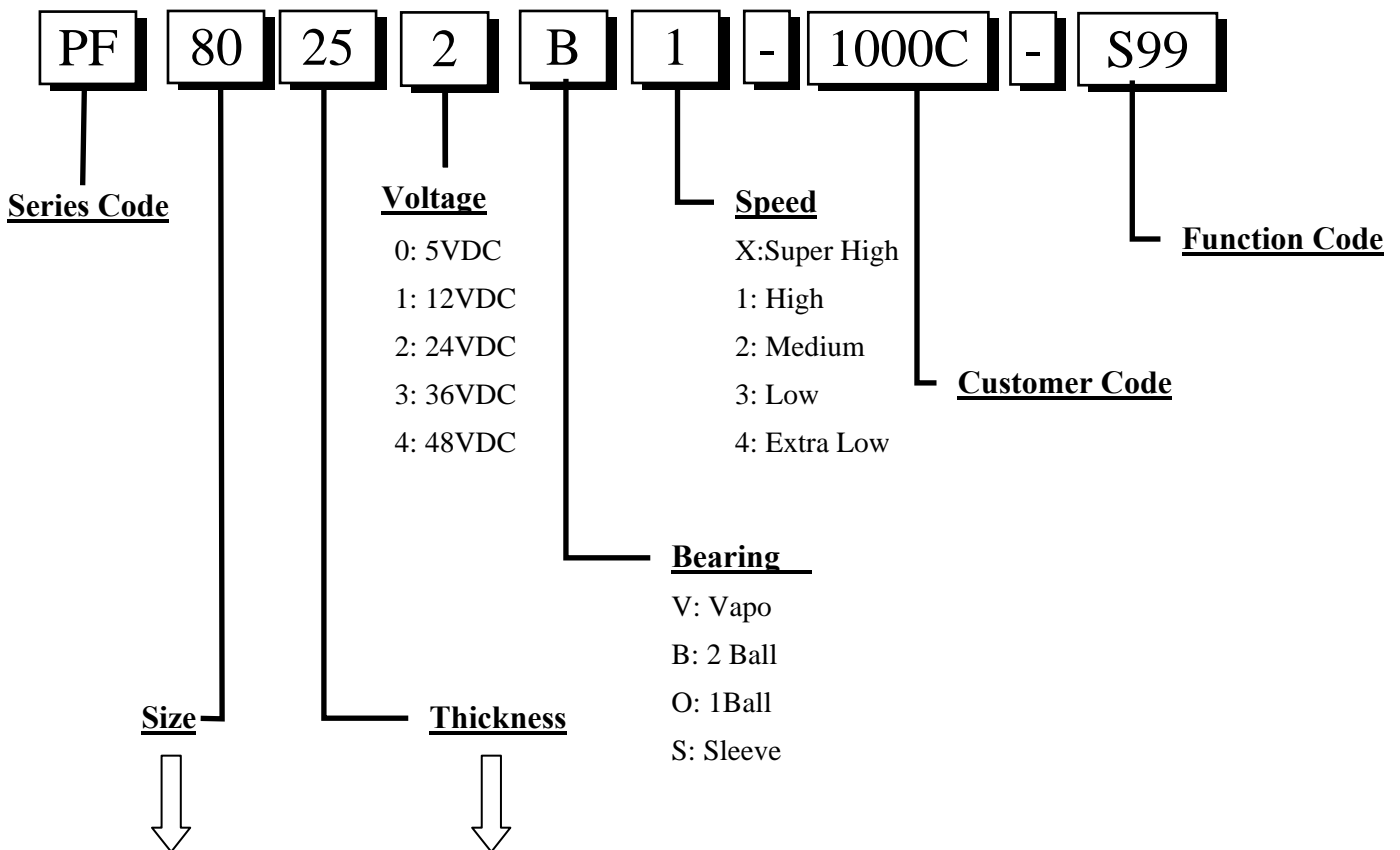 PF 80 25 2 B 1 - 1000C - S99
Series Code
Voltage
0: 5VDC
1: 12VDC
2: 24VDC
3: 36VDC
4: 48VDC
Speed
X:Super High
1: High
2: Medium
3: Low
4: Extra Low
Function Code
Customer Code
Bearing
V: Vapo
B: 2 Ball
O: 1Ball
S: Sleeve
Size
Thickness